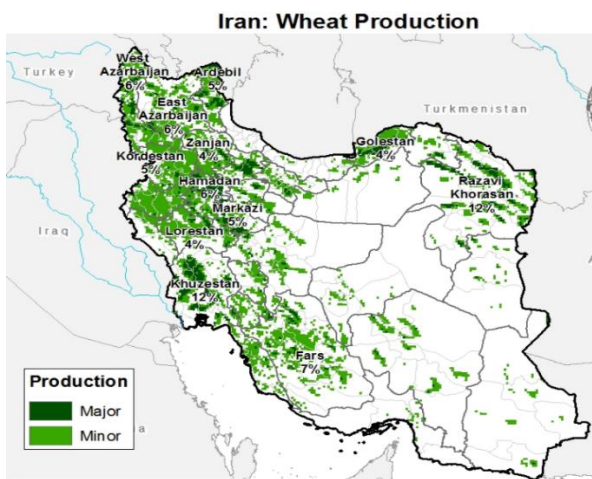 Iran: Wheat Production
Turkey
West
Azarbaijan
6%
Ardebil
5%
East
Azarbaijan
6%
Turkmenistan
Zanjan
4%
Golestan
4%
Kordestan
5%
Hamadan
6%
Razavi
Khorasan
12%
Markazi
5%
Iraq
Lorestan
4%
Khuzestan
12%
Fars
7%
Production
Major
Minor